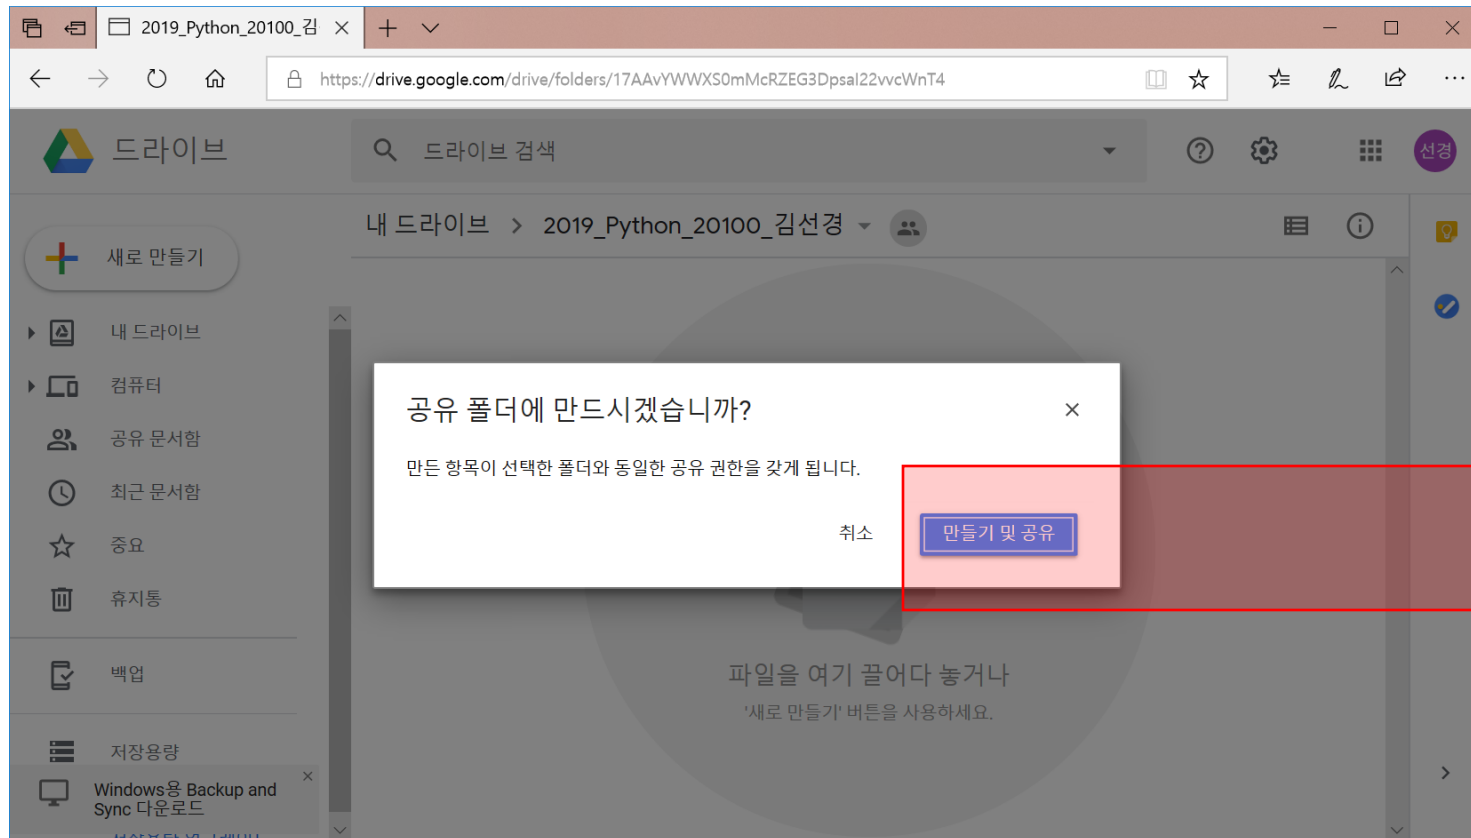 2019_Python_20100_김
https://drive.google.com/drive/folders/17AAvYWWXS0mMcRZEG3Dpsal22vvcWnT4
드라이브
드라이브 검색
선경
내 드라이브 > 2019_Python_20100_김선경
새로 만들기
내 드라이브
컴퓨터
공유 문서함
최근 문서함
중요
휴지통
백업
저장용량
Windows용 Backup and
Sync 다운로드
공유 폴더에 만드시겠습니까?
만든 항목이 선택한 폴더와 동일한 공유 권한을 갖게 됩니다.
취소
만들기 및 공유
파일을 여기 끌어다 놓거나
'새로 만들기' 버튼을 사용하세요.